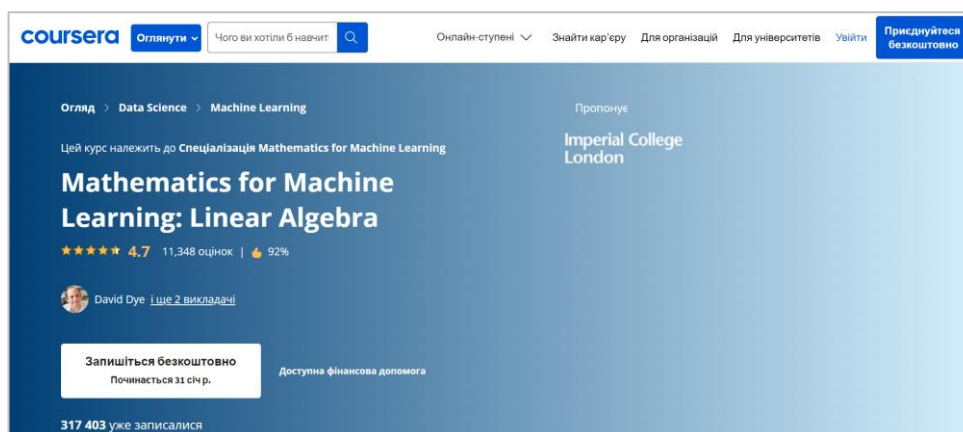 coursera
Оглянути
Чого ви хотіли б навчит
Онлайн-ступені
Знайти кар'єру
Для організацій
Для університетів
Увійти
Приєднуйтеся
безкоштовно
Огляд > Data Science > Machine Learning
Пропонує
Imperial College
London
Цей курс належить до Спеціалізація Mathematics for Machine Learning
Mathematics for Machine
Learning: Linear Algebra
4.7 11,348 оцінок | 92%
David Dye і ще 2 викладачі
Запишіться безкоштовно
Починається 31 січ р.
Доступна фінансова допомога
317 403 уже записалися